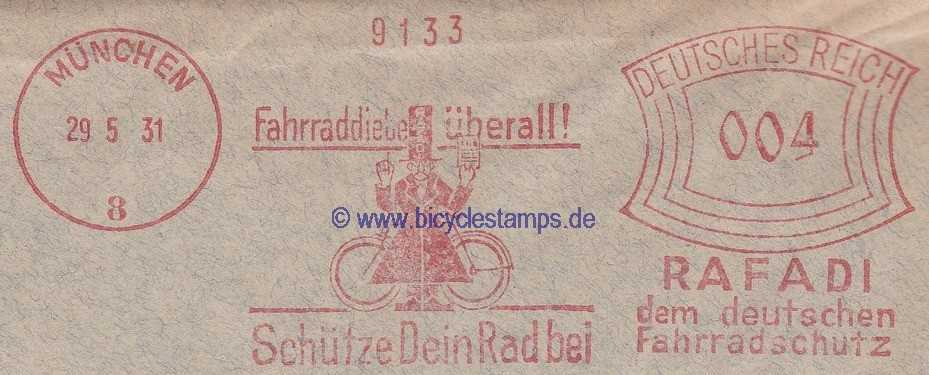 9133
MÜNCHEN
29 5 31
8
Fahrraddiebe überall!
DEUTSCHES REICH
004
© www.bicyclestamps.de
Schütze Dein Rad bei
RAFADI
dem deutschen
Fahrradschutz